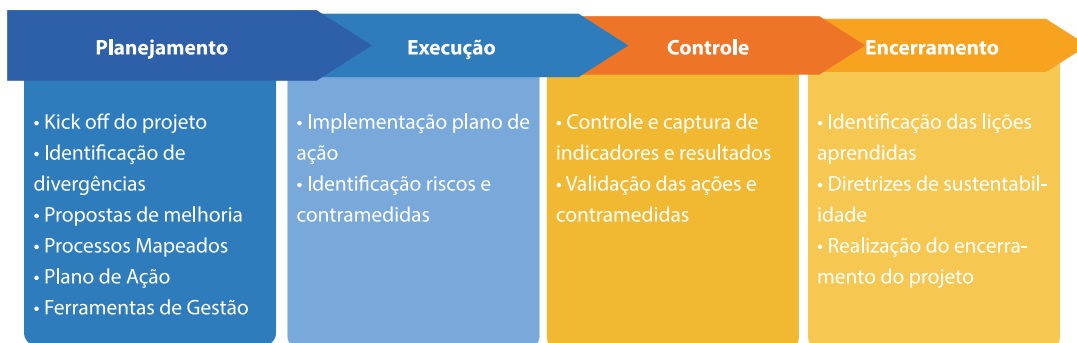 Planejamento
Execução
Controle
Encerramento
• Kick off do projeto
• Identificação de
divergências
• Propostas de melhoria
• Processos Mapeados
• Plano de Ação
• Ferramentas de Gestão
• Implementação plano de
ação
• Identificação riscos e
contramedidas
• Controle e captura de
indicadores e resultados
• Validação das ações e
contramedidas
• Identificação das lições
aprendidas
• Diretrizes de sustentabil-
idade
• Realização do encerra-
mento do projeto